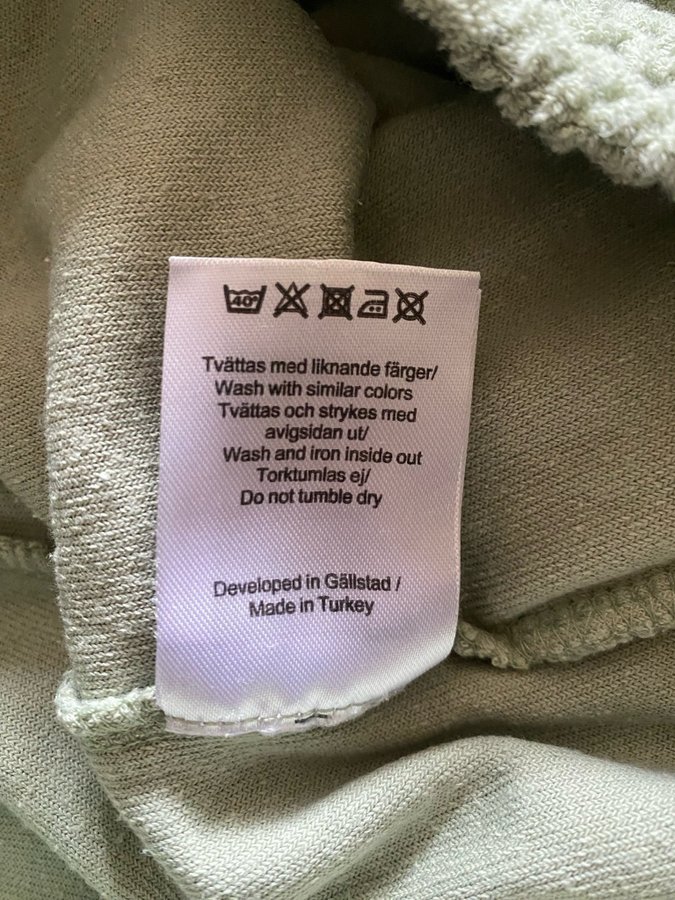 40°
Tvättas med liknande färger/
Wash with similar colors
Tvättas och strykes med
avigsidan ut/
Wash and iron inside out
Torktumlas ej/
Do not tumble dry
Developed in Gällstad /
Made in Turkey